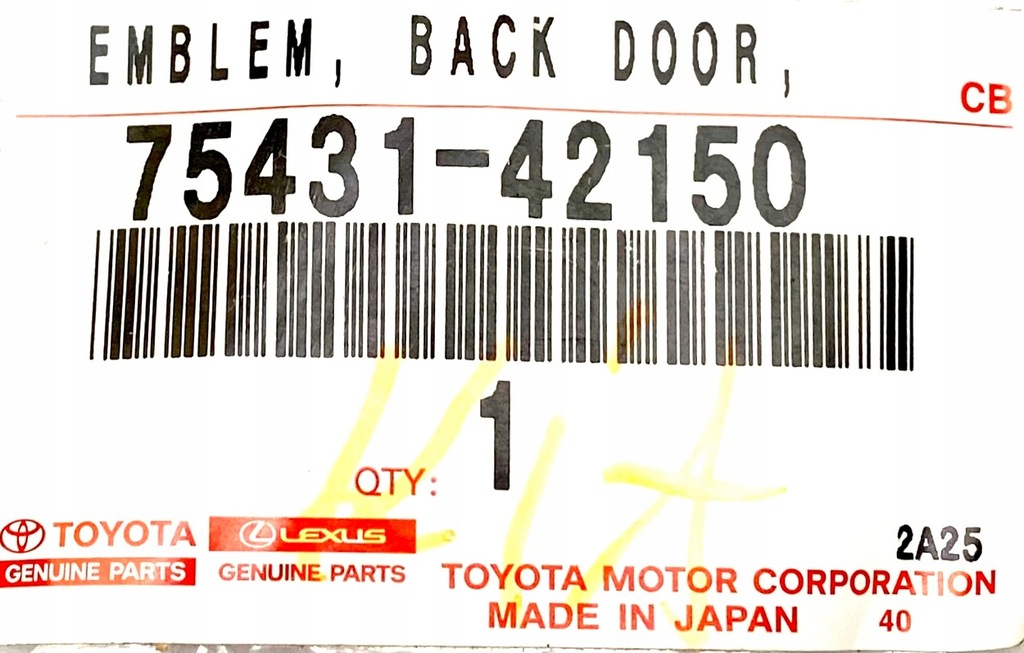 EMBLEM, BACK DOOR,
CB
75431-42150
1
QTY:
TOYOTA
GENUINE PARTS
LEXUS
GENUINE PARTS
2A25
TOYOTA MOTOR CORPORATION
MADE IN JAPAN 40